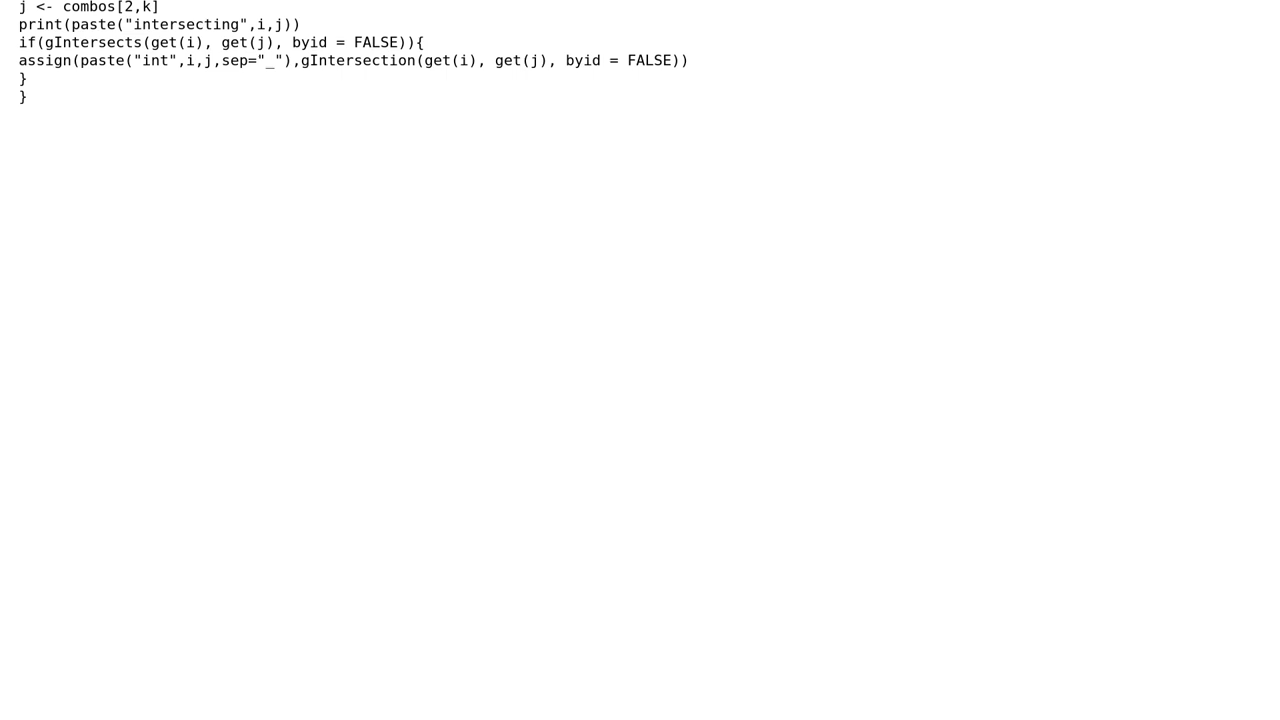 j <- combos[2,k]
print(paste("intersecting",i,j))
if(gIntersects(get(i), get(j), byid = FALSE)){
assign(paste("int",i,j,sep="_"),gIntersection(get(i), get(j), byid = FALSE))
}
}